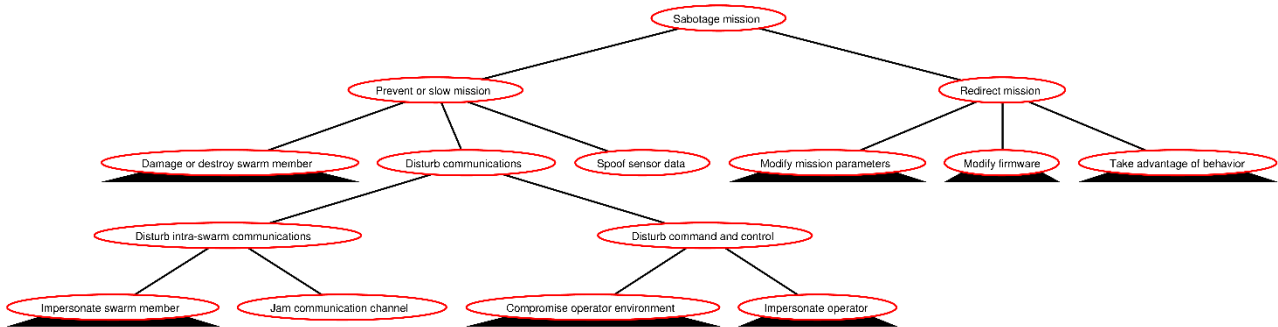 Sabotage mission
Prevent or slow mission
Redirect mission
Damage or destroy swarm member
Disturb communications
Spoof sensor data
Modify mission parameters
Modify firmware
Take advantage of behavior
Disturb intra-swarm communications
Disturb command and control
Impersonate swarm member
Jam communication channel
Compromise operator environment
Impersonate operator